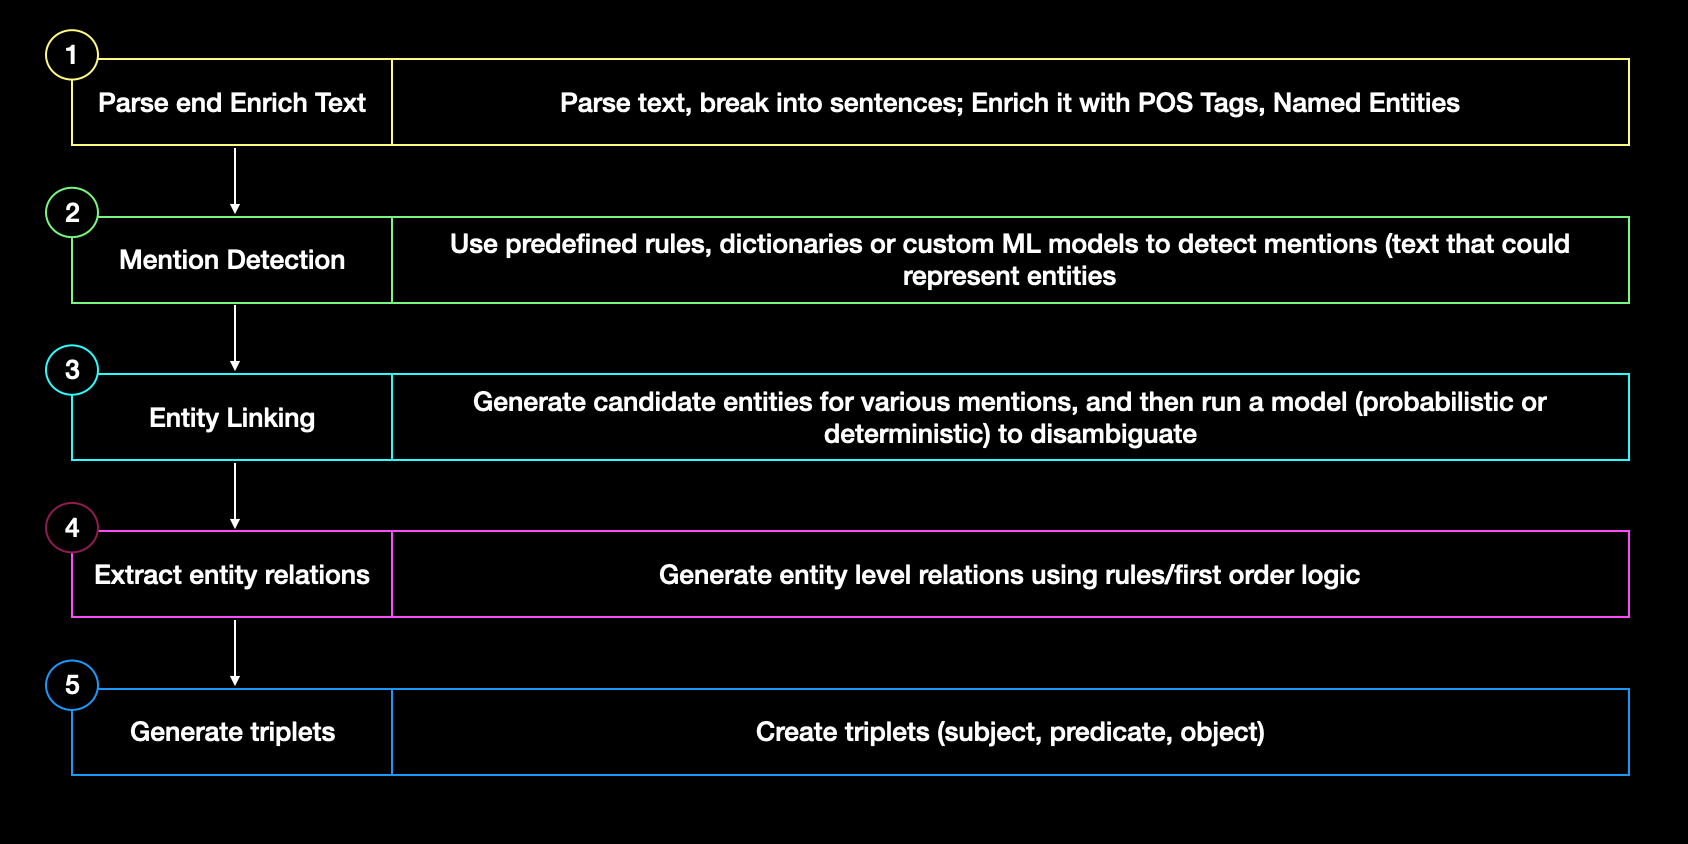 1
Parse end Enrich Text
Parse text, break into sentences; Enrich it with POS Tags, Named Entities
2
Mention Detection
Use predefined rules, dictionaries or custom ML models to detect mentions (text that could
represent entities
3
Entity Linking
Generate candidate entities for various mentions, and then run a model (probabilistic or
deterministic) to disambiguate
4
Extract entity relations
Generate entity level relations using rules/first order logic
5
Generate triplets
Create triplets (subject, predicate, object)